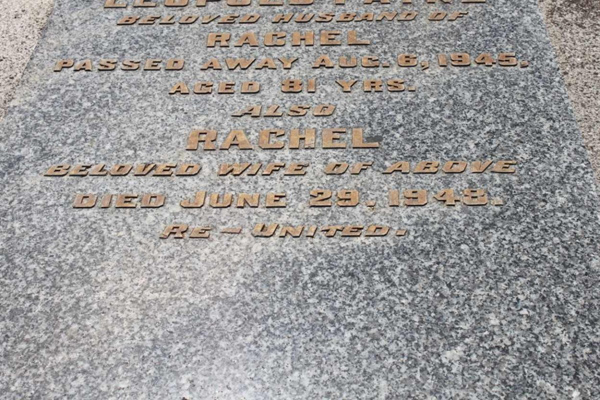 BELOVED HUSBAND OF
RACHEL
PASSED AWAY AUG. 6, 1945.
AGED 81 YRS.
ALSO
RACHEL
BELOVED WIFE OF ABOVE
DIED JUNE 29, 1948.
RE-UNITED.